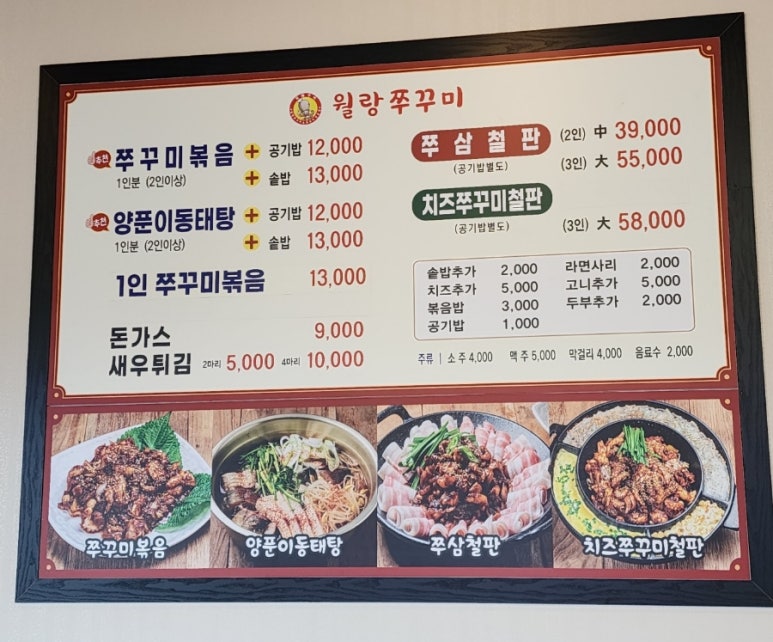 월랑쭈꾸미
추천 쭈꾸미볶음 + 공기밥 12,000
1인분 (2인이상) + 솥밥 13,000
추천 양푼이동태탕 + 공기밥 12,000
1인분 (2인이상) + 솥밥 13,000
1인 쭈꾸미볶음 13,000
돈가스 9,000
새우튀김 2마리 5,000 4마리 10,000
쭈삼철판 (2인) 中 39,000
(공기밥별도) (3인) 大 55,000
치즈쭈꾸미철판
(공기밥별도) (3인) 大 58,000
솥밥추가 2,000 라면사리 2,000
치즈추가 5,000 고니추가 5,000
볶음밥 3,000 두부추가 2,000
공기밥 1,000
주류 | 소주 4,000 맥주 5,000 막걸리 4,000 음료수 2,000
쭈꾸미볶음 양푼이동태탕 쭈삼철판 치즈쭈꾸미철판